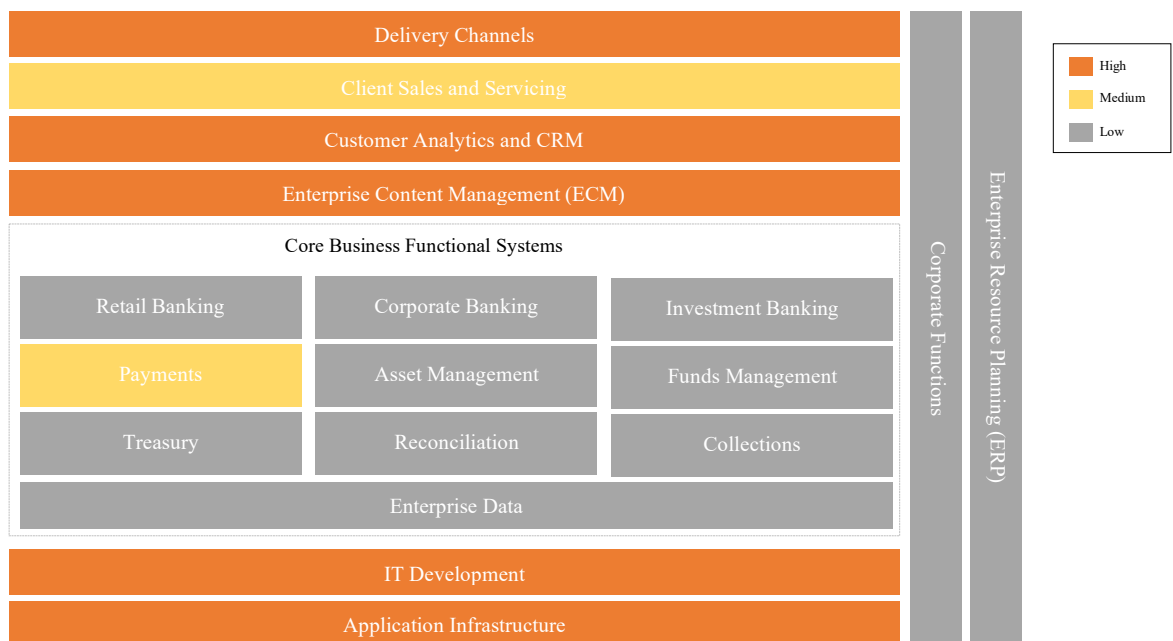 Delivery Channels
Client Sales and Servicing
Customer Analytics and CRM
Enterprise Content Management (ECM)
Core Business Functional Systems
Retail Banking
Corporate Banking
Investment Banking
Payments
Asset Management
Funds Management
Treasury
Reconciliation
Collections
Enterprise Data
IT Development
Application Infrastructure
Corporate Functions
Enterprise Resource Planning (ERP)
High
Medium
Low